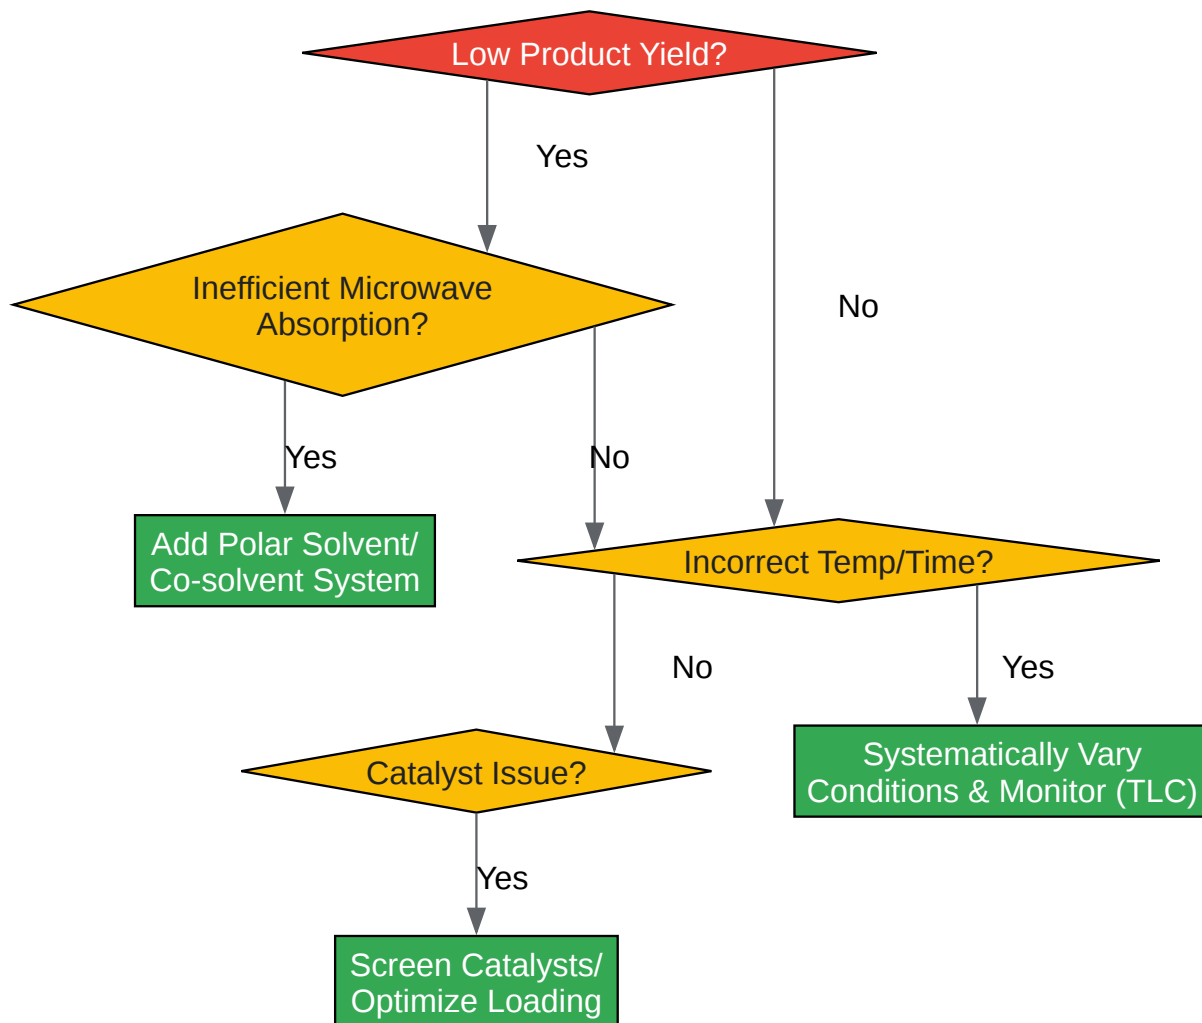 Low Product Yield?
Yes
Inefficient Microwave
Absorption?
No
Yes
No
Add Polar Solvent/
Co-solvent System
Incorrect Temp/Time?
No
Yes
Catalyst Issue?
Systematically Vary
Conditions & Monitor (TLC)
Yes
Screen Catalysts/
Optimize Loading